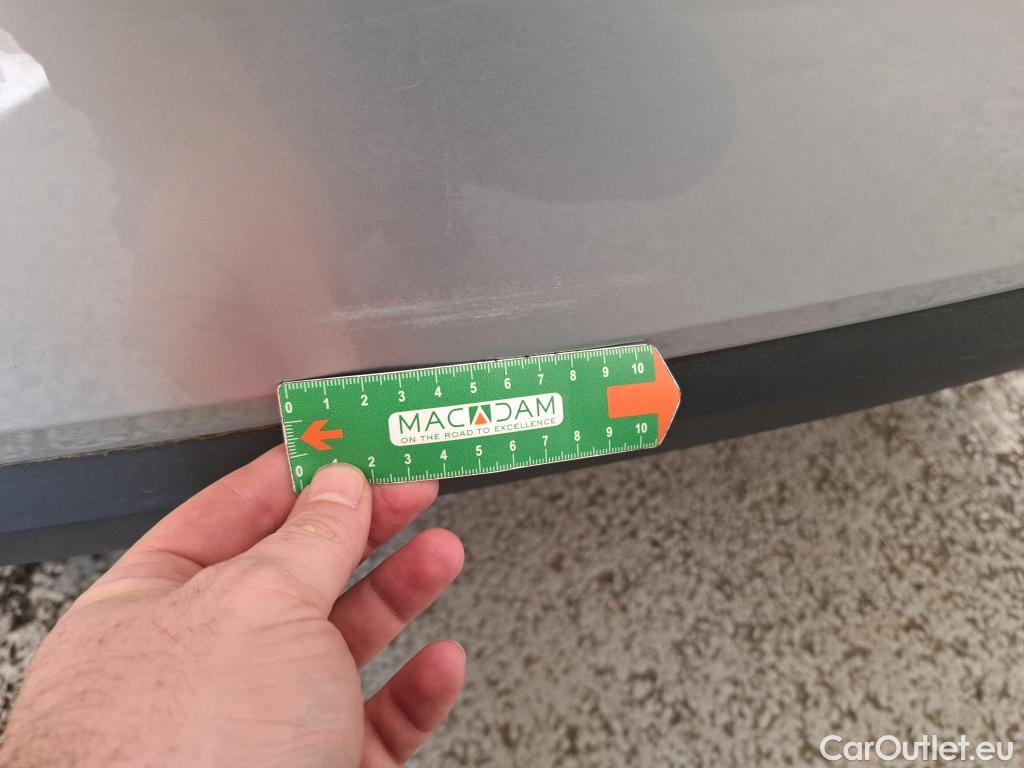 0 1 2 3 4 5 6 7 8 9 10
MACADAM
ON THE ROAD TO EXCELLENCE
0 1 2 3 4 5 6 7 8 9 10
CarOutlet.eu